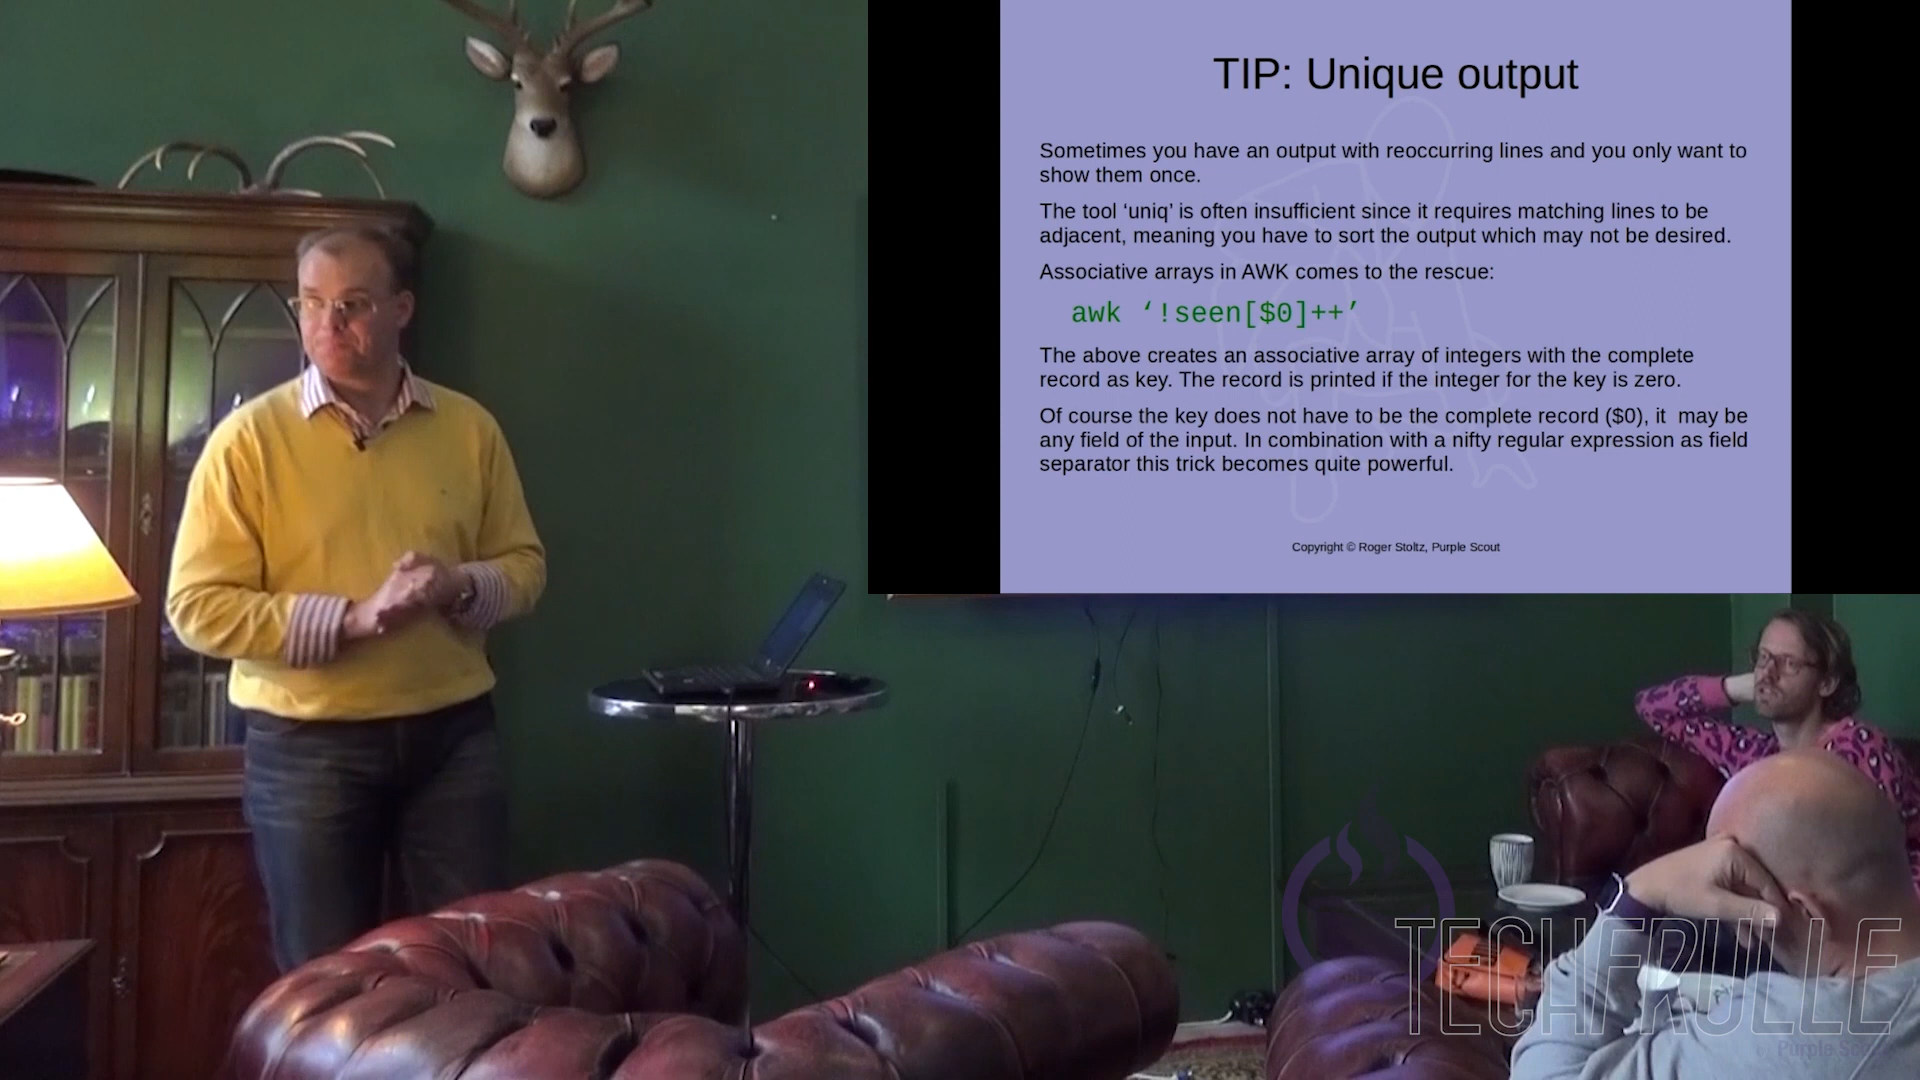 TIP: Unique output
Sometimes you have an output with reoccurring lines and you only want to
show them once.
The tool ‘uniq’ is often insufficient since it requires matching lines to be
adjacent, meaning you have to sort the output which may not be desired.
Associative arrays in AWK comes to the rescue:
awk ‘!seen[$0]++’
The above creates an associative array of integers with the complete
record as key. The record is printed if the integer for the key is zero.
Of course the key does not have to be the complete record ($0), it  may be
any field of the input. In combination with a nifty regular expression as field
separator this trick becomes quite powerful.
Copyright © Roger Stoltz, Purple Scout
TECHFRULLE
Purple Scout